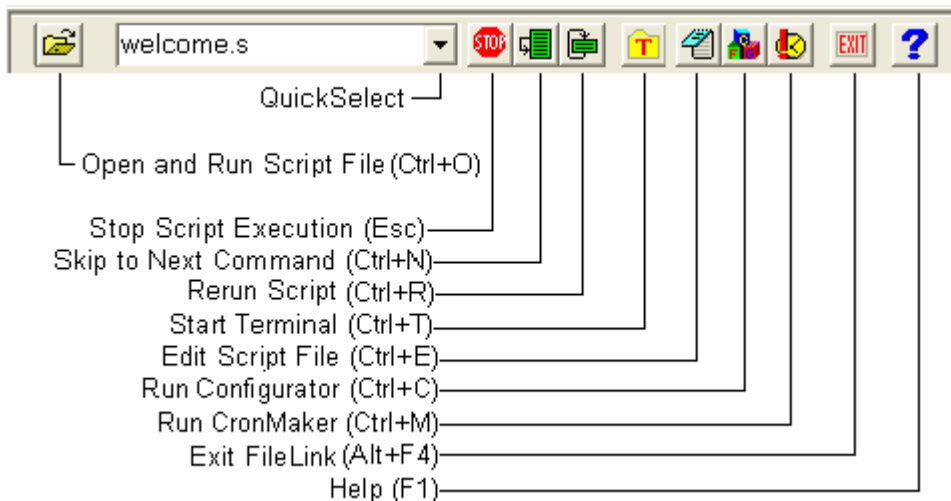 welcome.s
STOP
T
EXIT
?
QuickSelect
Open and Run Script File (Ctrl+O)
Stop Script Execution (Esc)
Skip to Next Command (Ctrl+N)
Rerun Script (Ctrl+R)
Start Terminal (Ctrl+T)
Edit Script File (Ctrl+E)
Run Configurator (Ctrl+C)
Run CronMaker (Ctrl+M)
Exit FileLink (Alt+F4)
Help (F1)